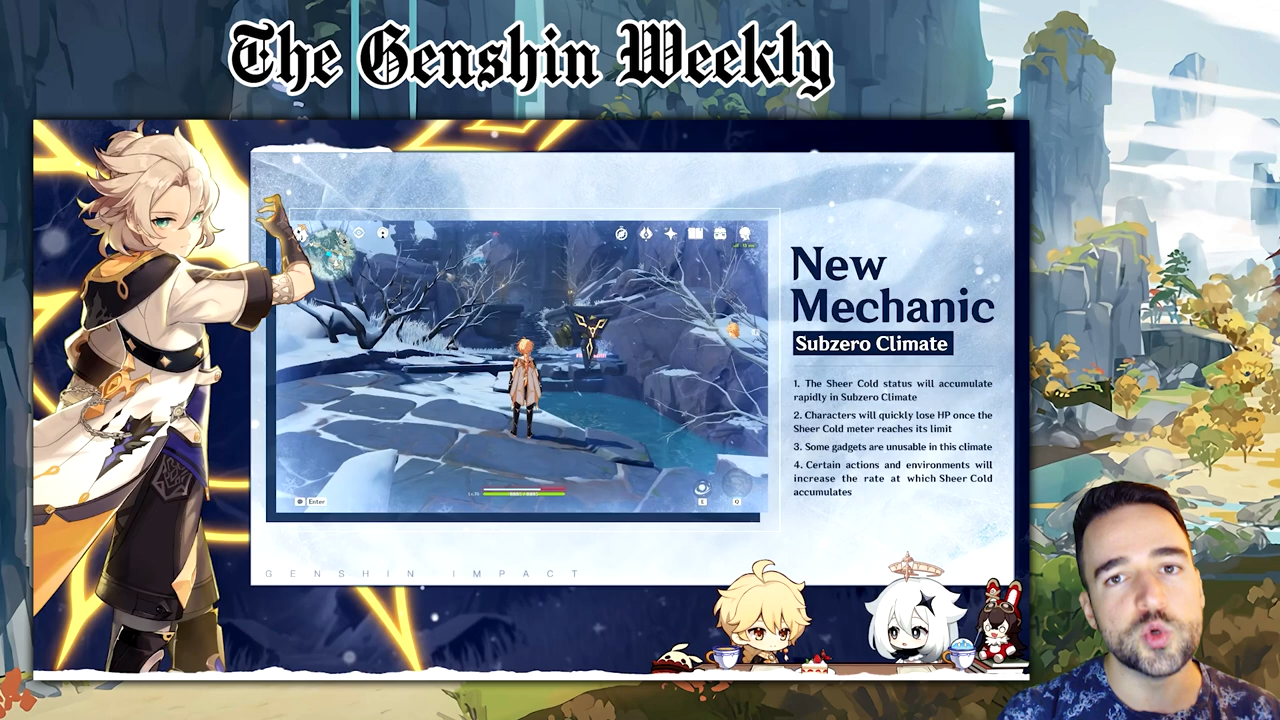 The Genshin Weekly
New
Mechanic
Subzero Climate
1. The Sheer Cold status will accumulate
rapidly in Subzero Climate
2. Characters will quickly lose HP once the
Sheer Cold meter reaches its limit
3. Some gadgets are unusable in this climate
4. Certain actions and environments will
increase the rate at which Sheer Cold
accumulates
Enter
E
Q
GENSHIN IMPACT